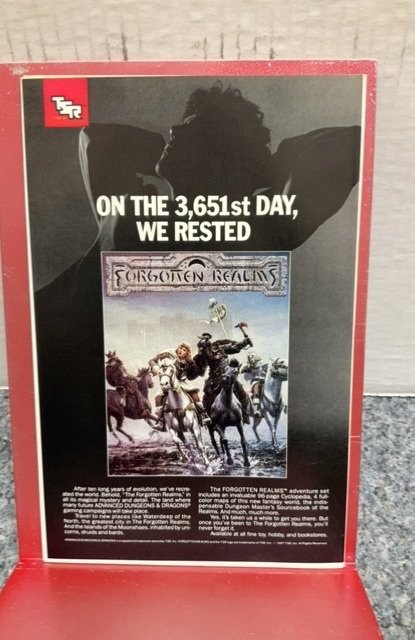 TSR
ON THE 3,651st DAY,
WE RESTED
FORGOTTEN REALMS
After ten long years of evolution, we've recre-
ated the world. Behold. "The Forgotten Realms," in
all its magical mystery and detail. The land where
many future ADVANCED DUNGEONS & DRAGONS®
gaming campaigns will take place.
Travel to new places like Waterdeep of the
North, the greatest city in The Forgotten Realms.
And the Islands of the Moonshaes, inhabited by uni-
corns, druids and bards.
The FORGOTTEN REALMS™ adventure set
includes an invaluable 96-page Cyclopedia, 4 full-
color maps of this new fantasy world, the indis-
pensable Dungeon Master's Sourcebook of the
Realms. And much, much more.
Yes, it's taken us a while to get you there. But
once you've been to The Forgotten Realms, you'll
never forget it.
Available at all fine toy, hobby, and bookstores.